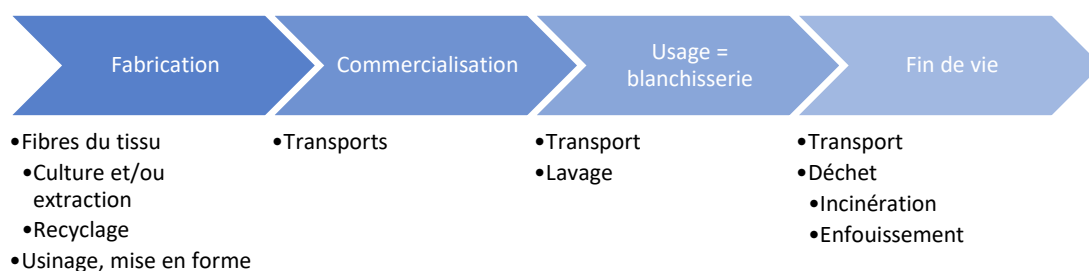 Fabrication
Commercialisation
Usage =
blanchisserie
Fin de vie
•Fibres du tissu
•Culture et/ou
extraction
•Recyclage
•Usinage, mise en forme
•Transports
•Transport
•Lavage
•Transport
•Déchet
•Incinération
•Enfouissement